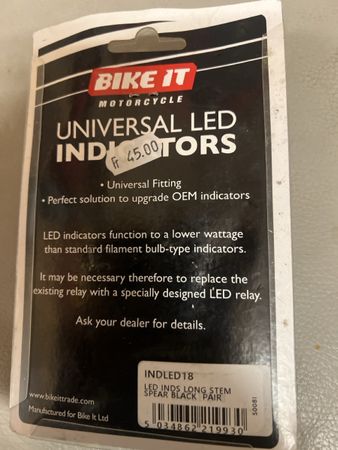 BIKE IT
MOTORCYCLE
UNIVERSAL LED
Fr 45.00
• Universal Fitting
• Perfect solution to upgrade OEM indicators
LED indicators function to a lower wattage
than standard filament bulb-type indicators.
It may be necessary therefore to replace the
existing relay with a specially designed LED relay.
Ask your dealer for details.
INDLED18
LED INDS LONG STEM
SPEAR BLACK PAIR
50081
5 034862 219930
www.bikeittrade.com
Manufactured for Bike It Ltd